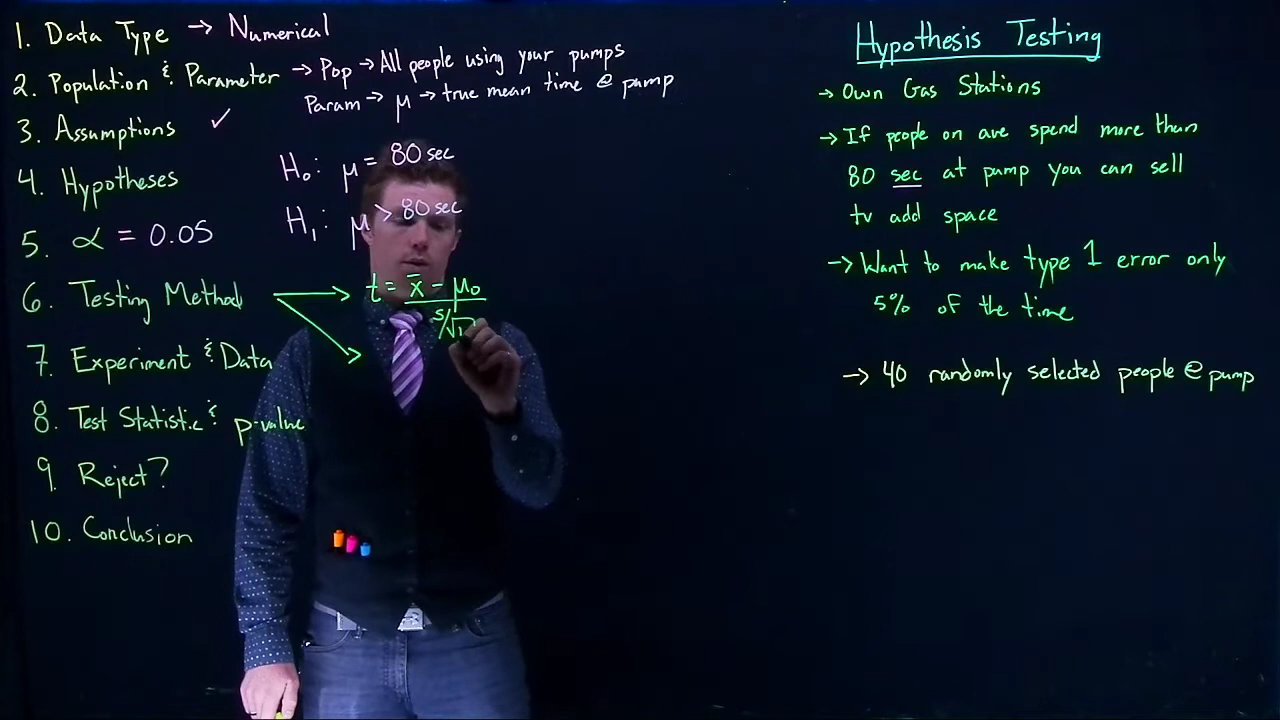 1. Data Type → Numerical
2. Population & Parameter → Pop → All people using your pumps
Param → μ → true mean time @ pump
3. Assumptions ✓
4. Hypotheses
H₀: μ = 80 sec
H₁: μ > 80 sec
5. α = 0.05
6. Testing Method
t = x̄ - μ₀
s/√
7. Experiment & Data
8. Test Statistic & p-value
9. Reject?
10. Conclusion
Hypothesis Testing
→ Own Gas Stations
→ If people on ave spend more than
80 sec at pump you can sell
tv add space
→ Want to make type 1 error only
5% of the time
→ 40 randomly selected people @ pump